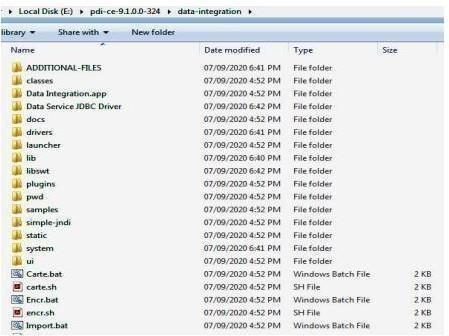 Local Disk (E:) ▸ pdi-ce-9.1.0.0-324 ▸ data-integration ▸
library Share with New folder
Name Date modified Type Size
ADDITIONAL-FILES 07/09/2020 6:41 PM File folder
classes 07/09/2020 4:52 PM File folder
Data Integration.app 07/09/2020 4:52 PM File folder
Data Service JDBC Driver 07/09/2020 6:42 PM File folder
docs 07/09/2020 4:52 PM File folder
drivers 07/09/2020 6:41 PM File folder
launcher 07/09/2020 4:52 PM File folder
lib 07/09/2020 6:40 PM File folder
libswt 07/09/2020 6:42 PM File folder
plugins 07/09/2020 4:52 PM File folder
pwd 07/09/2020 4:52 PM File folder
samples 07/09/2020 4:52 PM File folder
simple-jndi 07/09/2020 4:52 PM File folder
static 07/09/2020 4:52 PM File folder
system 07/09/2020 6:41 PM File folder
ui 07/09/2020 4:52 PM File folder
Carte.bat 07/09/2020 4:52 PM Windows Batch File 2 KB
carte.sh 07/09/2020 4:52 PM SH File 2 KB
Encr.bat 07/09/2020 4:52 PM Windows Batch File 2 KB
encr.sh 07/09/2020 4:52 PM SH File 2 KB
Import.bat 07/09/2020 4:52 PM Windows Batch File 2 KB